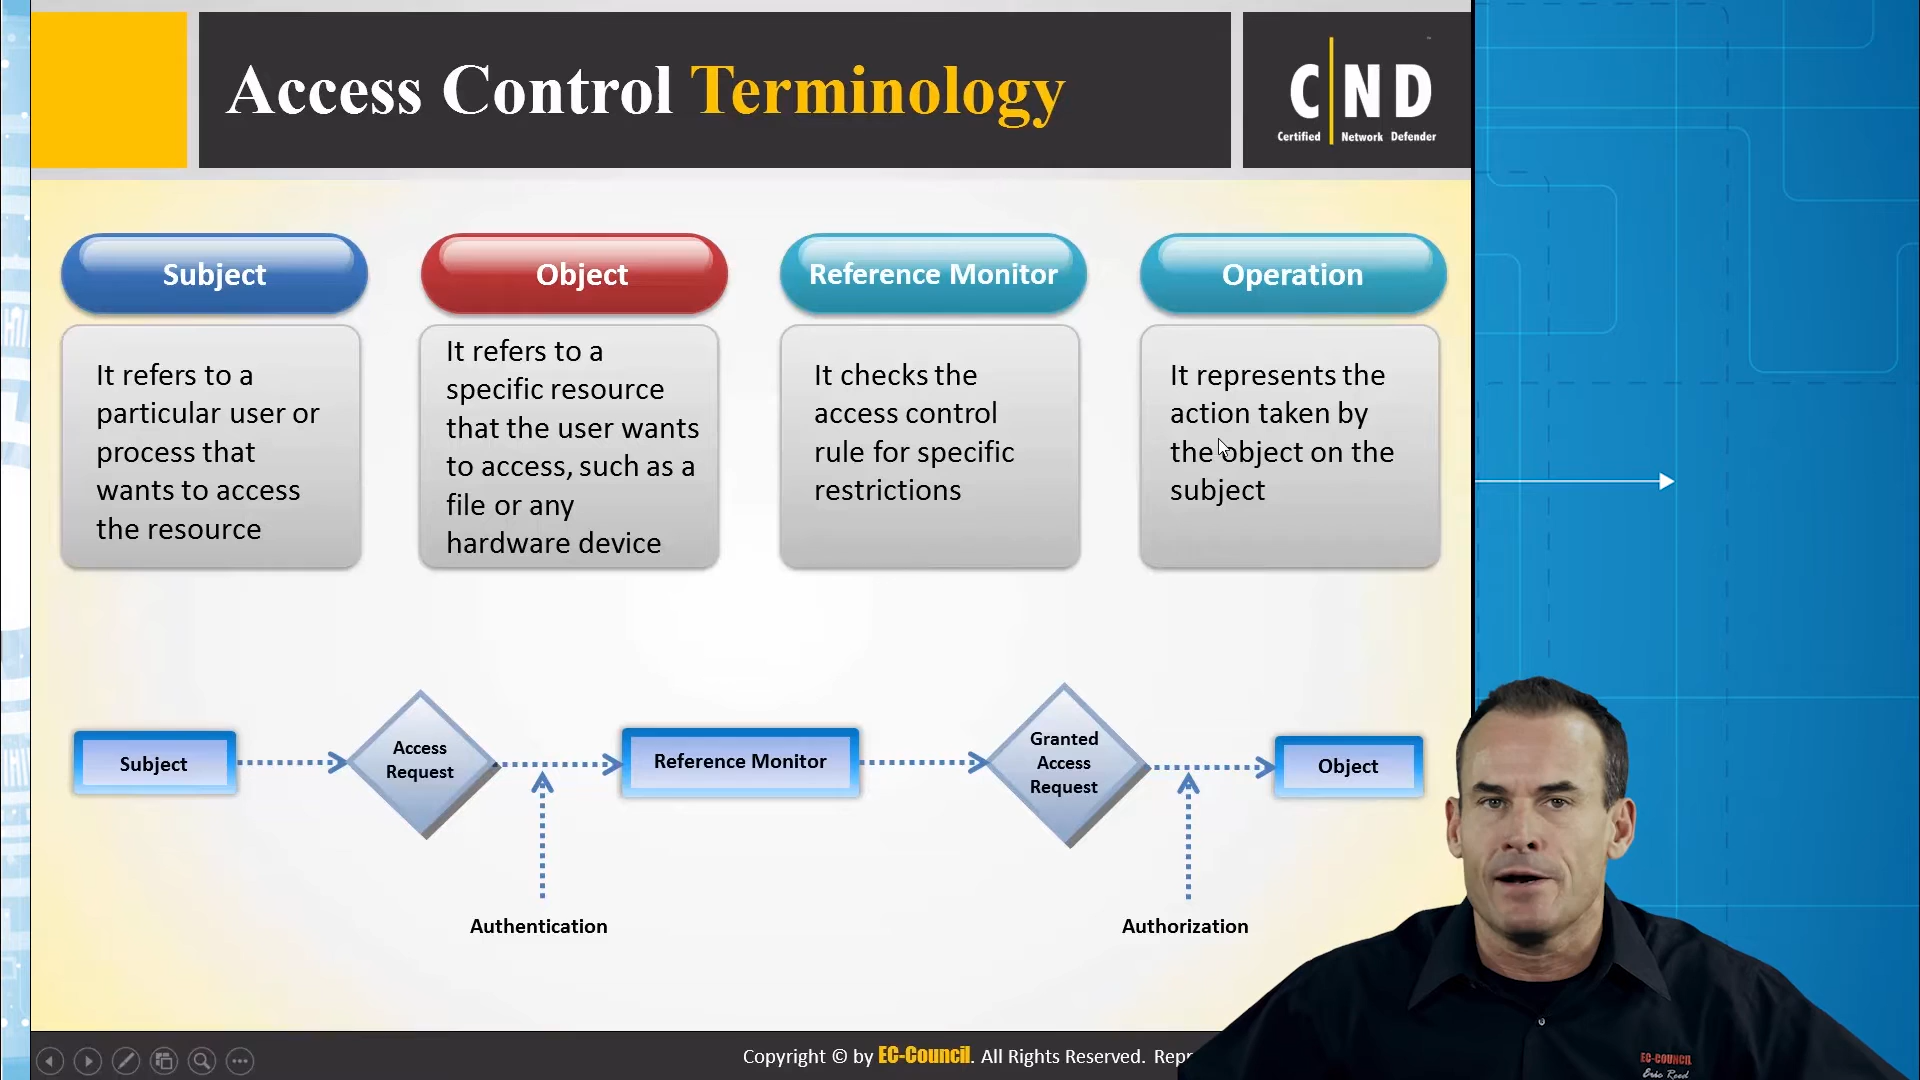 Access Control Terminology
C|ND
Certified Network Defender
Subject
Object
Reference Monitor
Operation
It refers to a
particular user or
process that
wants to access
the resource
It refers to a
specific resource
that the user wants
to access, such as a
file or any
hardware device
It checks the
access control
rule for specific
restrictions
It represents the
action taken by
the object on the
subject
Subject
Access
Request
Reference Monitor
Granted
Access
Request
Object
Authentication
Authorization
Copyright © by EC-Council. All Rights Reserved.
EC-COUNCIL
Eric Reed